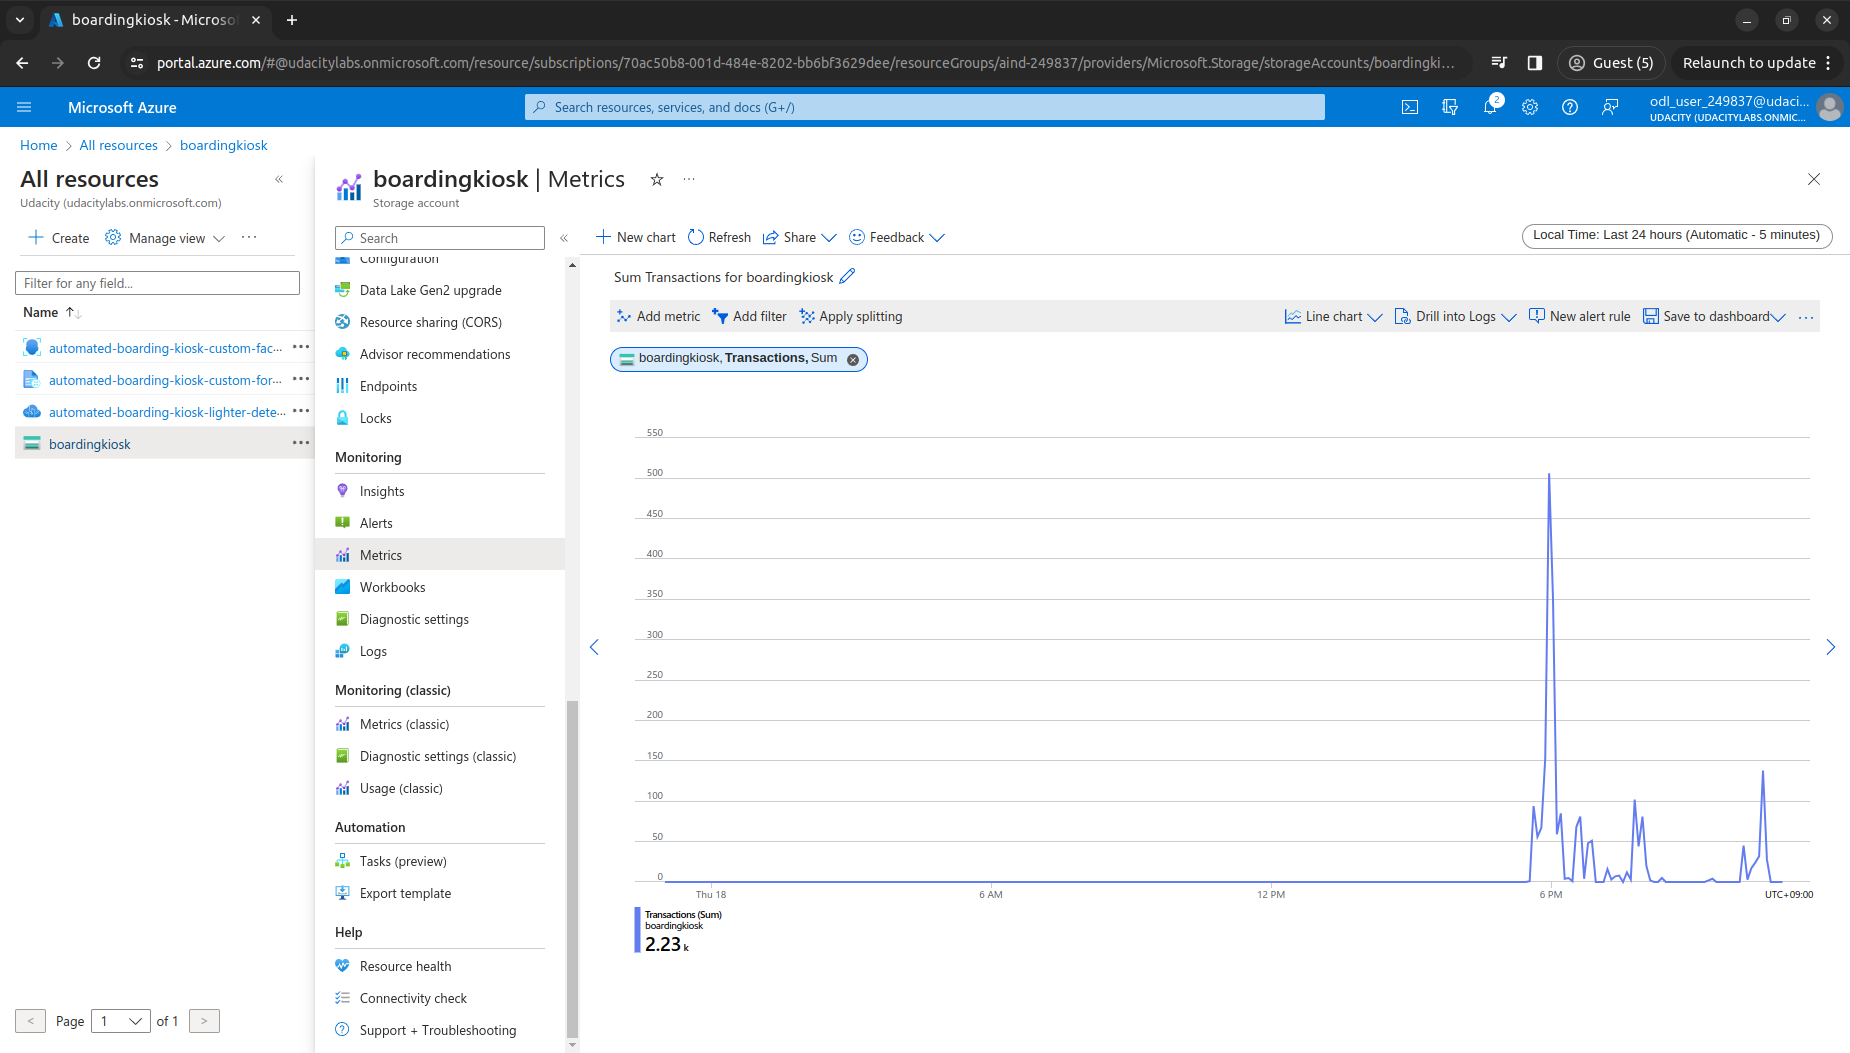 boardingkiosk - Microso
portal.azure.com/#@udacitylabs.onmicrosoft.com/resource/subscriptions/70ac50b8-001d-484e-8202-bb6bf3629dee/resourceGroups/aind-249837/providers/Microsoft.Storage/storageAccounts/boardingki...
Guest (5)
Relaunch to update
Microsoft Azure
Search resources, services, and docs (G+/)
2
odl_user_249837@udaci...
UDACITY (UDACITYLABS.ONMIC...
Home > All resources > boardingkiosk
All resources
Udacity (udacitylabs.onmicrosoft.com)
Create
Manage view
Filter for any field...
Name
automated-boarding-kiosk-custom-fac...
automated-boarding-kiosk-custom-for...
automated-boarding-kiosk-lighter-dete...
boardingkiosk
< Page 1 of 1 >
boardingkiosk | Metrics
Storage account
Search
Configuration
Data Lake Gen2 upgrade
Resource sharing (CORS)
Advisor recommendations
Endpoints
Locks
Monitoring
Insights
Alerts
Metrics
Workbooks
Diagnostic settings
Logs
Monitoring (classic)
Metrics (classic)
Diagnostic settings (classic)
Usage (classic)
Automation
Tasks (preview)
Export template
Help
Resource health
Connectivity check
Support + Troubleshooting
New chart
Refresh
Share
Feedback
Local Time: Last 24 hours (Automatic - 5 minutes)
Sum Transactions for boardingkiosk
Add metric
Add filter
Apply splitting
Line chart
Drill into Logs
New alert rule
Save to dashboard
boardingkiosk, Transactions, Sum
550
500
450
400
350
300
250
200
150
100
50
0
Thu 18
6 AM
12 PM
6 PM
UTC+09:00
Transactions (Sum)
boardingkiosk
2.23 k